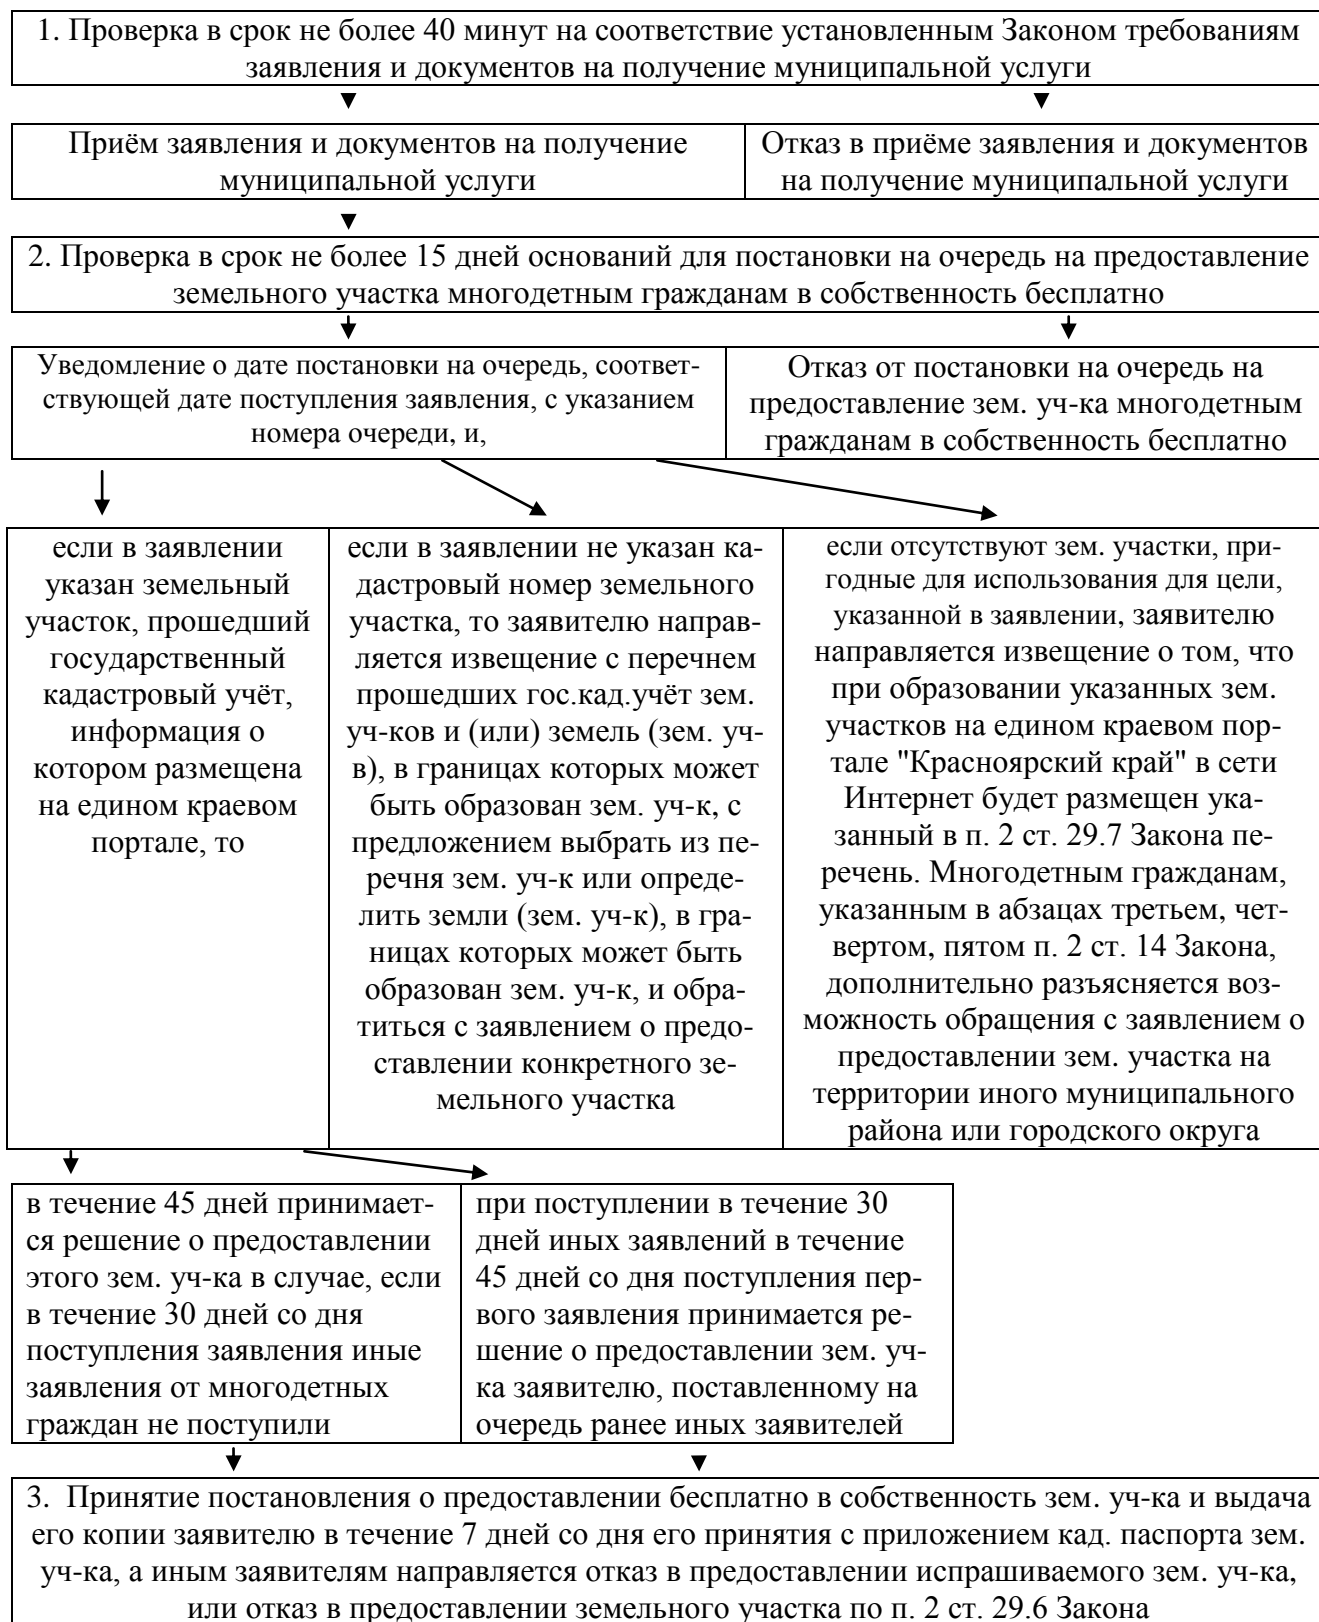 1. Проверка в срок не более 40 минут на соответствие установленным Законом требованиям
заявления и документов на получение муниципальной услуги
Приём заявления и документов на получение
муниципальной услуги
Отказ в приёме заявления и документов
на получение муниципальной услуги
2. Проверка в срок не более 15 дней оснований для постановки на очередь на предоставление
земельного участка многодетным гражданам в собственность бесплатно
Уведомление о дате постановки на очередь, соответ-
ствующей дате поступления заявления, с указанием
номера очереди, и,
Отказ от постановки на очередь на
предоставление зем. уч-ка многодетным
гражданам в собственность бесплатно
если в заявлении
указан земельный
участок, прошедший
государственный
кадастровый учёт,
информация о
котором размещена
на едином краевом
портале, то
если в заявлении не указан ка-
дастровый номер земельного
участка, то заявителю направ-
ляется извещение с перечнем
прошедших гос.кад.учёт зем.
уч-ков и (или) земель (зем. уч-
в), в границах которых может
быть образован зем. уч-к, с
предложением выбрать из пе-
речня зем. уч-к или опреде-
лить земли (зем. уч-к), в гра-
ницах которых может быть
образован зем. уч-к, и обра-
титься с заявлением о предо-
ставлении конкретного зе-
мельного участка
если отсутствуют зем. участки, при-
годные для использования для цели,
указанной в заявлении, заявителю
направляется извещение о том, что
при образовании указанных зем.
участков на едином краевом пор-
тале "Красноярский край" в сети
Интернет будет размещен ука-
занный в п. 2 ст. 29.7 Закона пе-
речень. Многодетным гражданам,
указанным в абзацах третьем, чет-
вертом, пятом п. 2 ст. 14 Закона,
дополнительно разъясняется воз-
можность обращения с заявлением о
предоставлении зем. участка на
территории иного муниципального
района или городского округа
в течение 45 дней принимает-
ся решение о предоставлении
этого зем. уч-ка в случае, если
в течение 30 дней со дня
поступления заявления иные
заявления от многодетных
граждан не поступили
при поступлении в течение 30
дней иных заявлений в течение
45 дней со дня поступления пер-
вого заявления принимается ре-
шение о предоставлении зем. уч-
ка заявителю, поставленному на
очередь ранее иных заявителей
3. Принятие постановления о предоставлении бесплатно в собственность зем. уч-ка и выдача
его копии заявителю в течение 7 дней со дня его принятия с приложением кад. паспорта зем.
уч-ка, а иным заявителям направляется отказ в предоставлении испрашиваемого зем. уч-ка,
или отказ в предоставлении земельного участка по п. 2 ст. 29.6 Закона